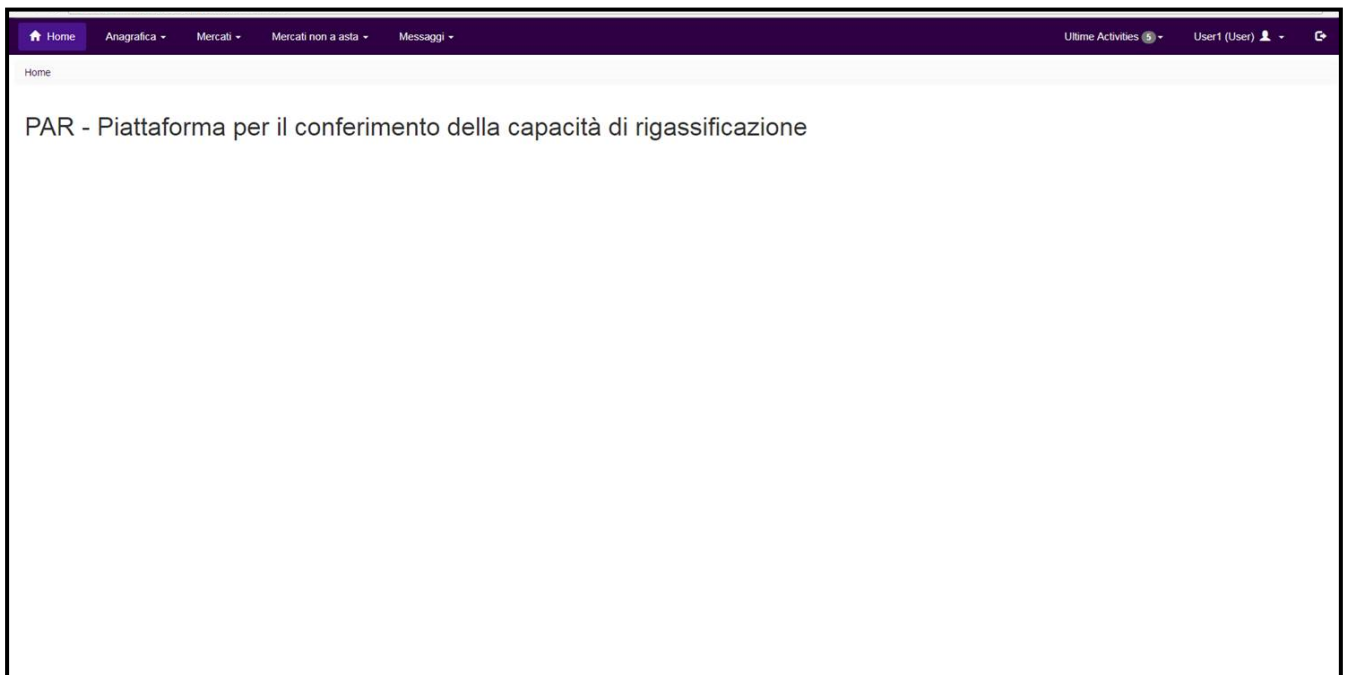 Home Anagrafica Mercati Mercati non a asta Messaggi Ultime Activities 5 User1 (User)
Home
PAR - Piattaforma per il conferimento della capacità di rigassificazione